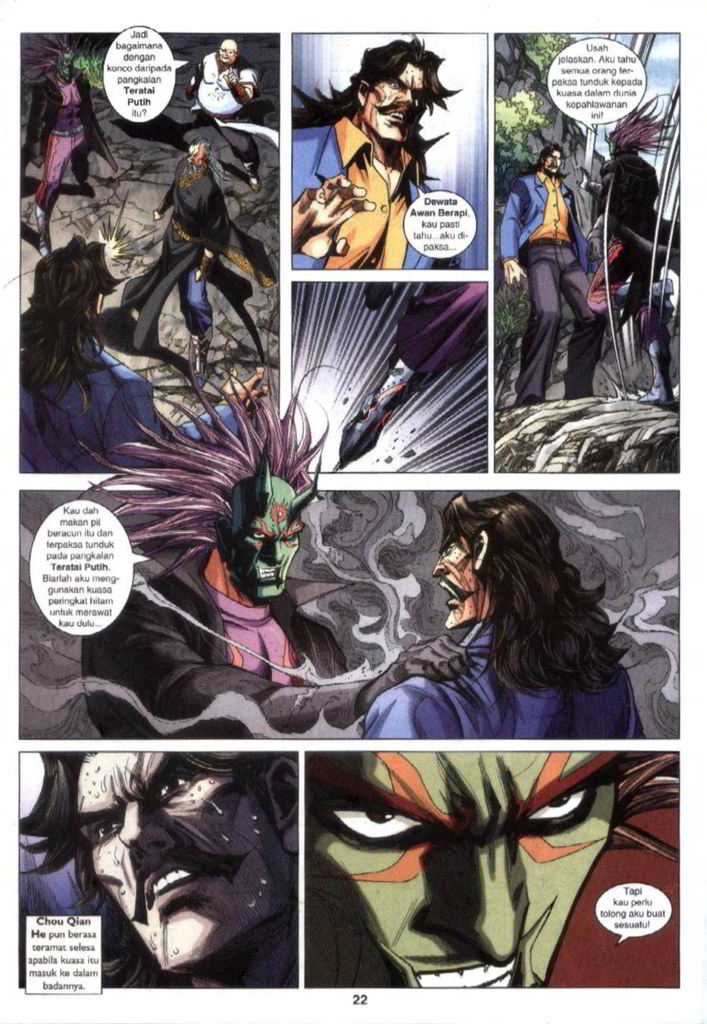 Jadi
bagaimana
dengan
konco daripada
pangkalan
Teratai
Putih
itu?
Dewata
Awan Berapi,
kau pasti
tahu...aku di-
paksa...
Usah
jelaskan. Aku tahu
semua orang ter-
paksa tunduk kepada
kuasa dalam dunia
kepahlawanan
ini!
Kau dah
makan pil
beracun itu dan
terpaksa tunduk
pada pangkalan
Teratai Putih.
Biarlah aku meng-
gunakan kuasa
peringkat hitam
untuk merawat
kau dulu...
Chou Qian
He pun berasa
teramat selesa
apabila kuasa itu
masuk ke dalam
badannya.
Tapi
kau perlu
tolong aku buat
sesuatu!
22